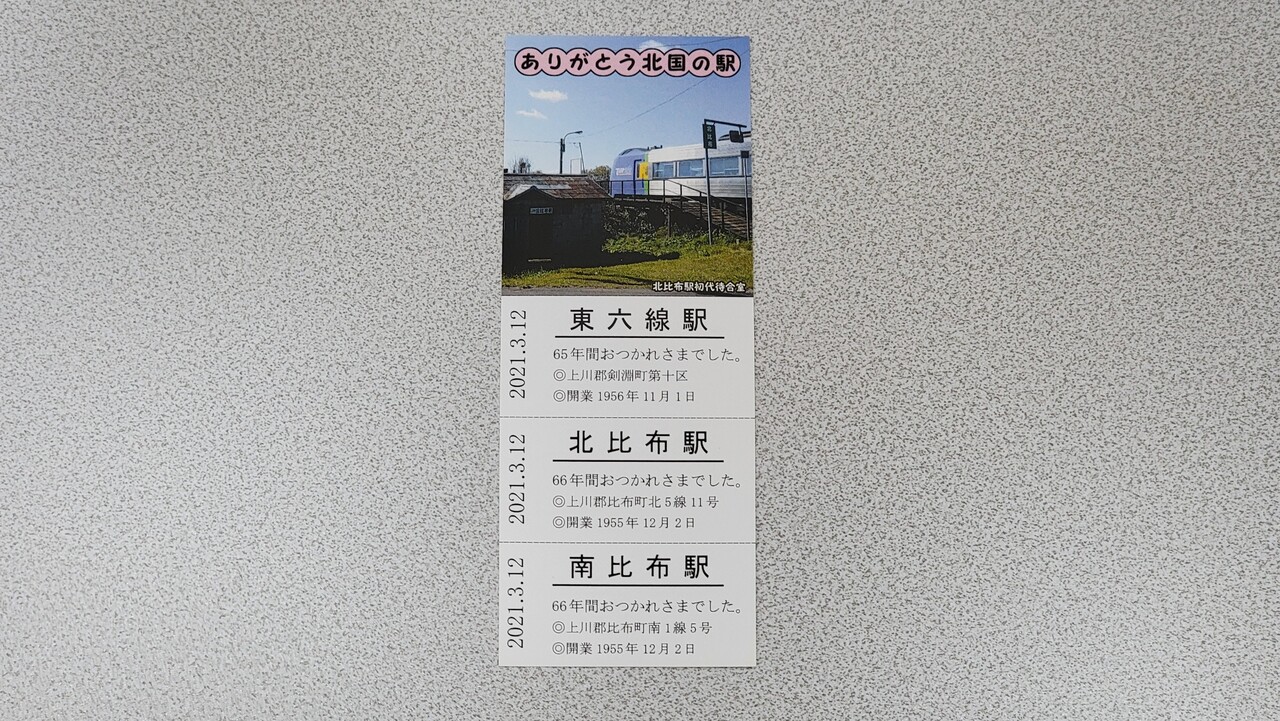 ありがとう北国の駅
北比布
北比布駅初代待合室
2021.3.12
東六線駅
65年間おつかれさまでした。
◎上川郡剣淵町第十区
◎開業 1956年 11月 1日
2021.3.12
北比布駅
66年間おつかれさまでした。
◎上川郡比布町北5線11号
◎開業 1955年 12月 2日
2021.3.12
南比布駅
66年間おつかれさまでした。
◎上川郡比布町南1線5号
◎開業 1955年 12月 2日